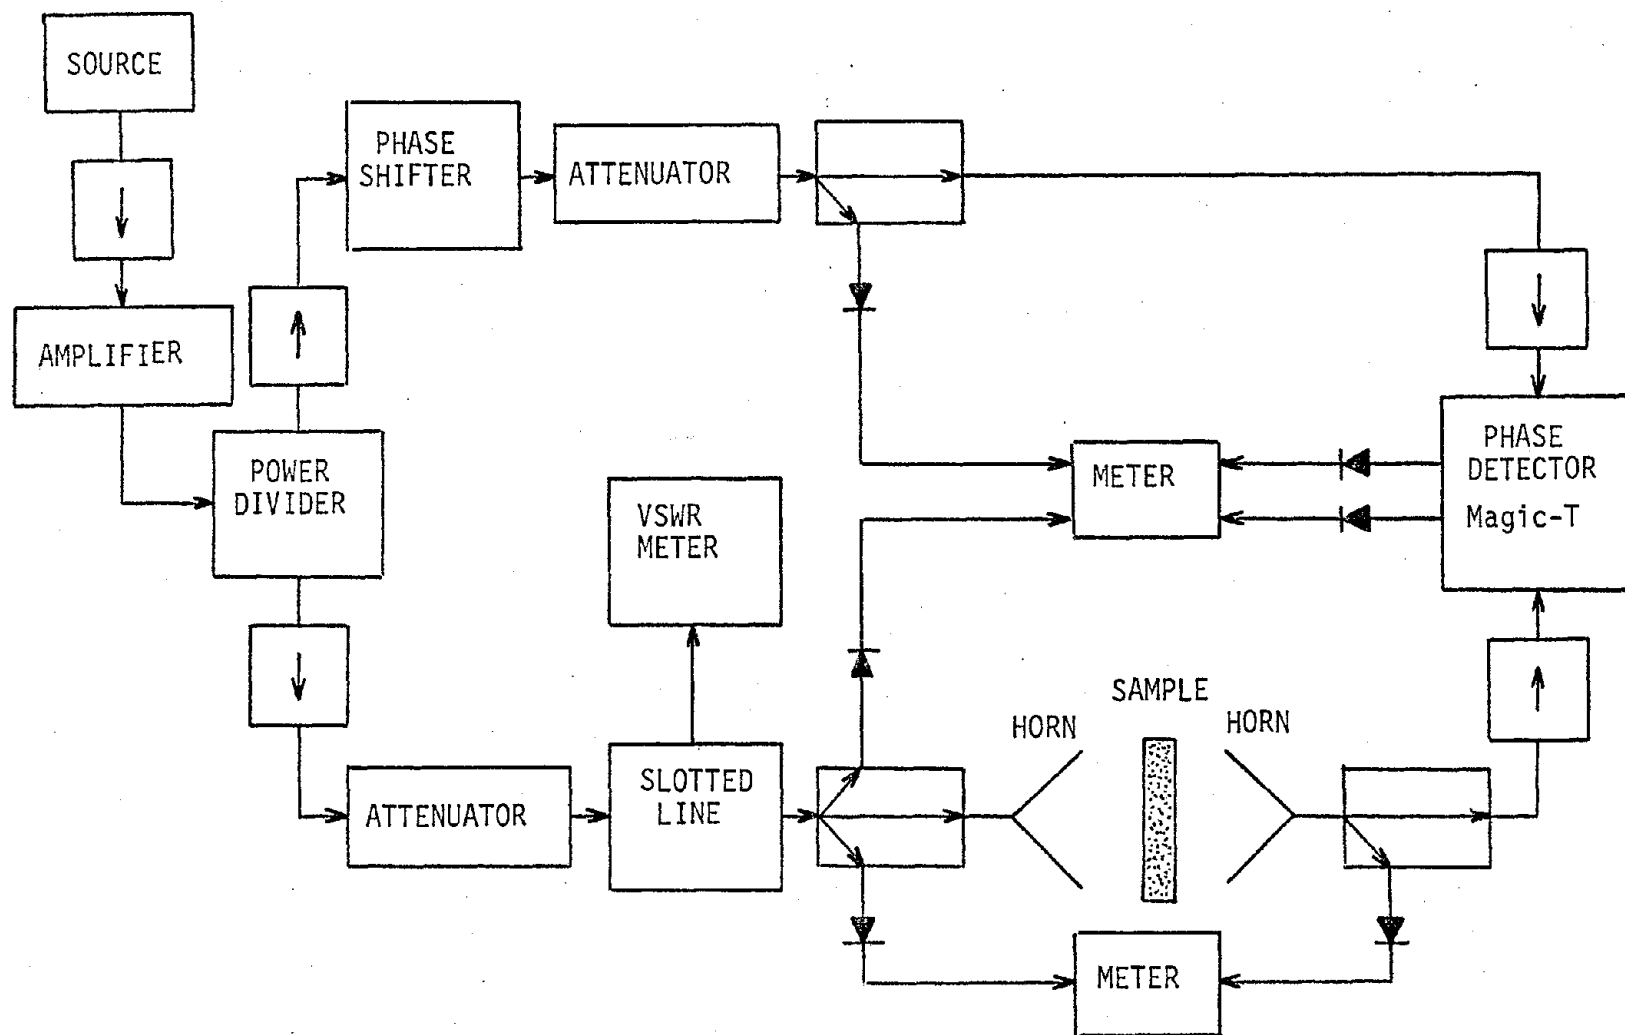 SOURCE
PHASE
SHIFTER
ATTENUATOR
AMPLIFIER
POWER
DIVIDER
VSWR
METER
METER
PHASE
DETECTOR
Magic-T
SAMPLE
HORN
HORN
ATTENUATOR
SLOTTED
LINE
METER